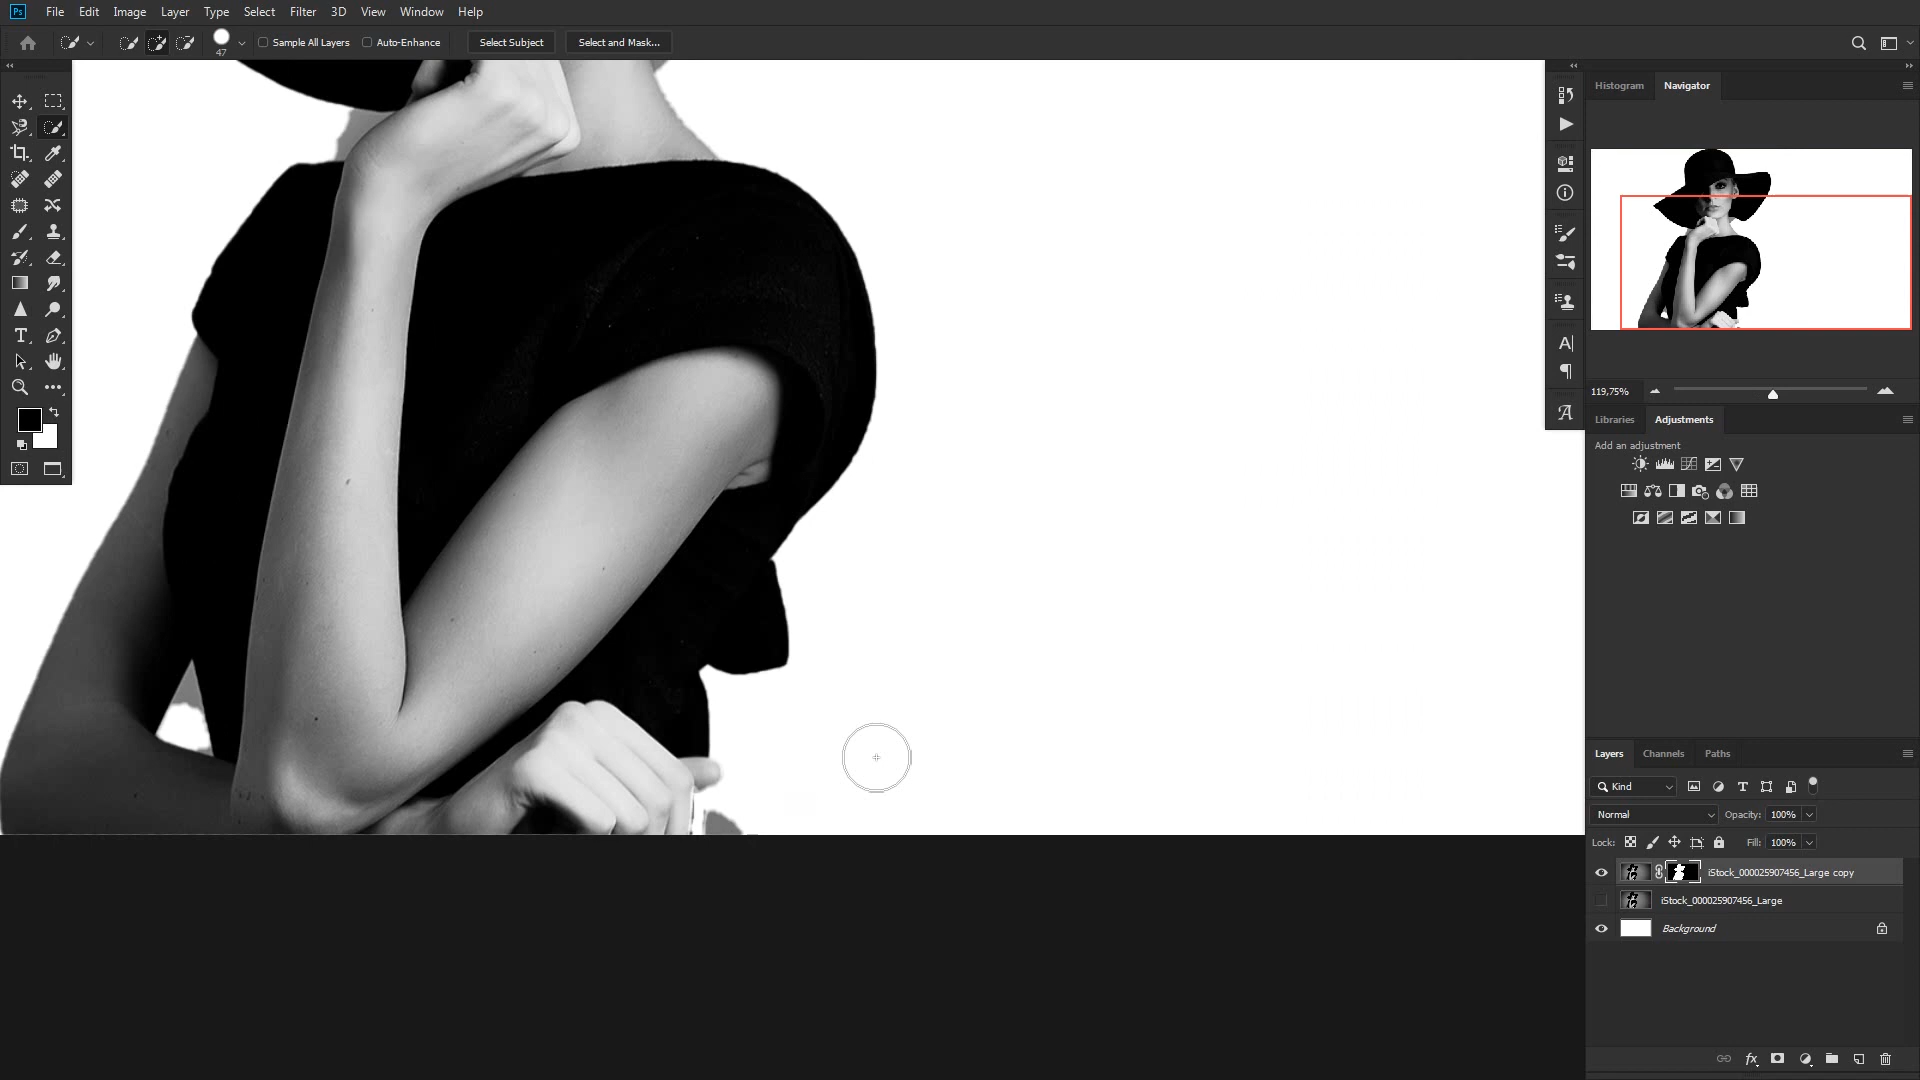 Ps File Edit Image Layer Type Select Filter 3D View Window Help
47 Sample All Layers Auto-Enhance Select Subject Select and Mask...
Histogram Navigator
119,75%
Libraries Adjustments
Add an adjustment
Layers Channels Paths
Kind
Normal Opacity: 100%
Lock: Fill: 100%
iStock_000025907456_Large copy
iStock_000025907456_Large
Background
fx